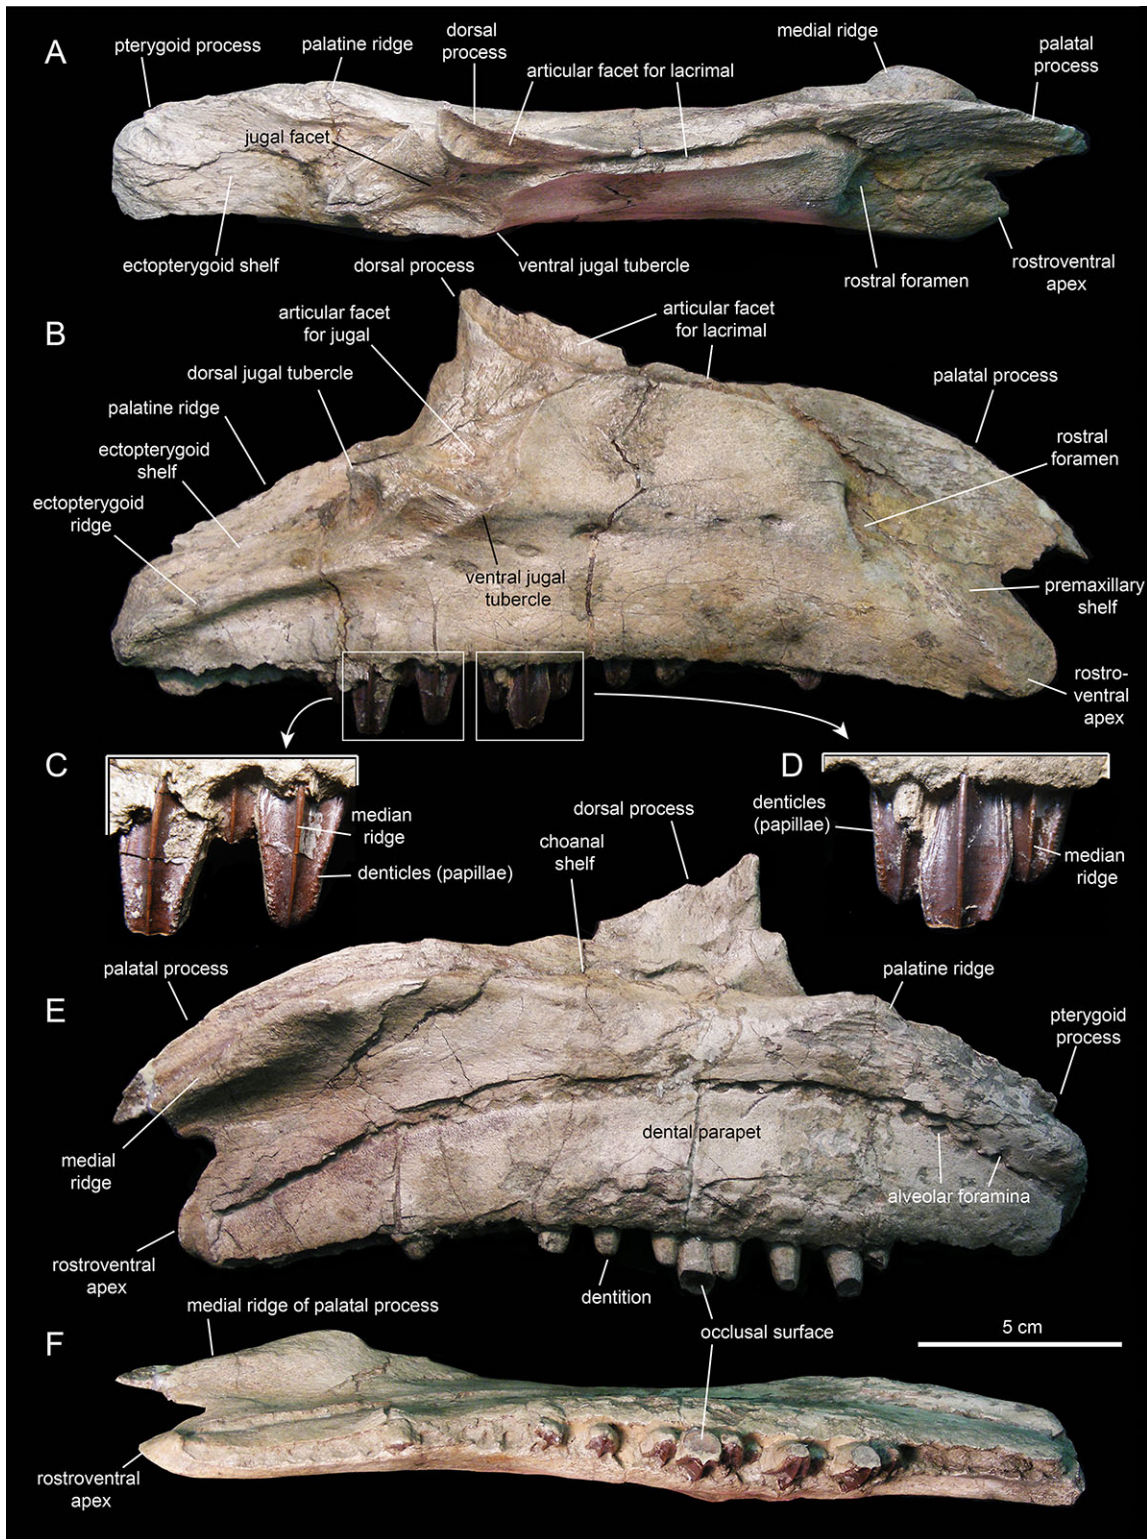 A
pterygoid process
palatine ridge
dorsal
process
articular facet for lacrimal
medial ridge
palatal
process
jugal facet
ectopterygoid shelf
ventral jugal tubercle
rostral foramen
rostroventral
apex
B
dorsal process
articular facet
for jugal
articular facet
for lacrimal
dorsal jugal tubercle
palatine ridge
ectopterygoid
shelf
ectopterygoid
ridge
palatal process
rostral
foramen
ventral jugal
tubercle
premaxillary
shelf
rostro-
ventral
apex
C
median
ridge
denticles (papillae)
D
denticles
(papillae)
median
ridge
dorsal process
choanal
shelf
palatal process
E
palatine ridge
pterygoid
process
dental parapet
medial
ridge
alveolar foramina
rostroventral
apex
dentition
occlusal surface
medial ridge of palatal process
5 cm
F
rostroventral
apex